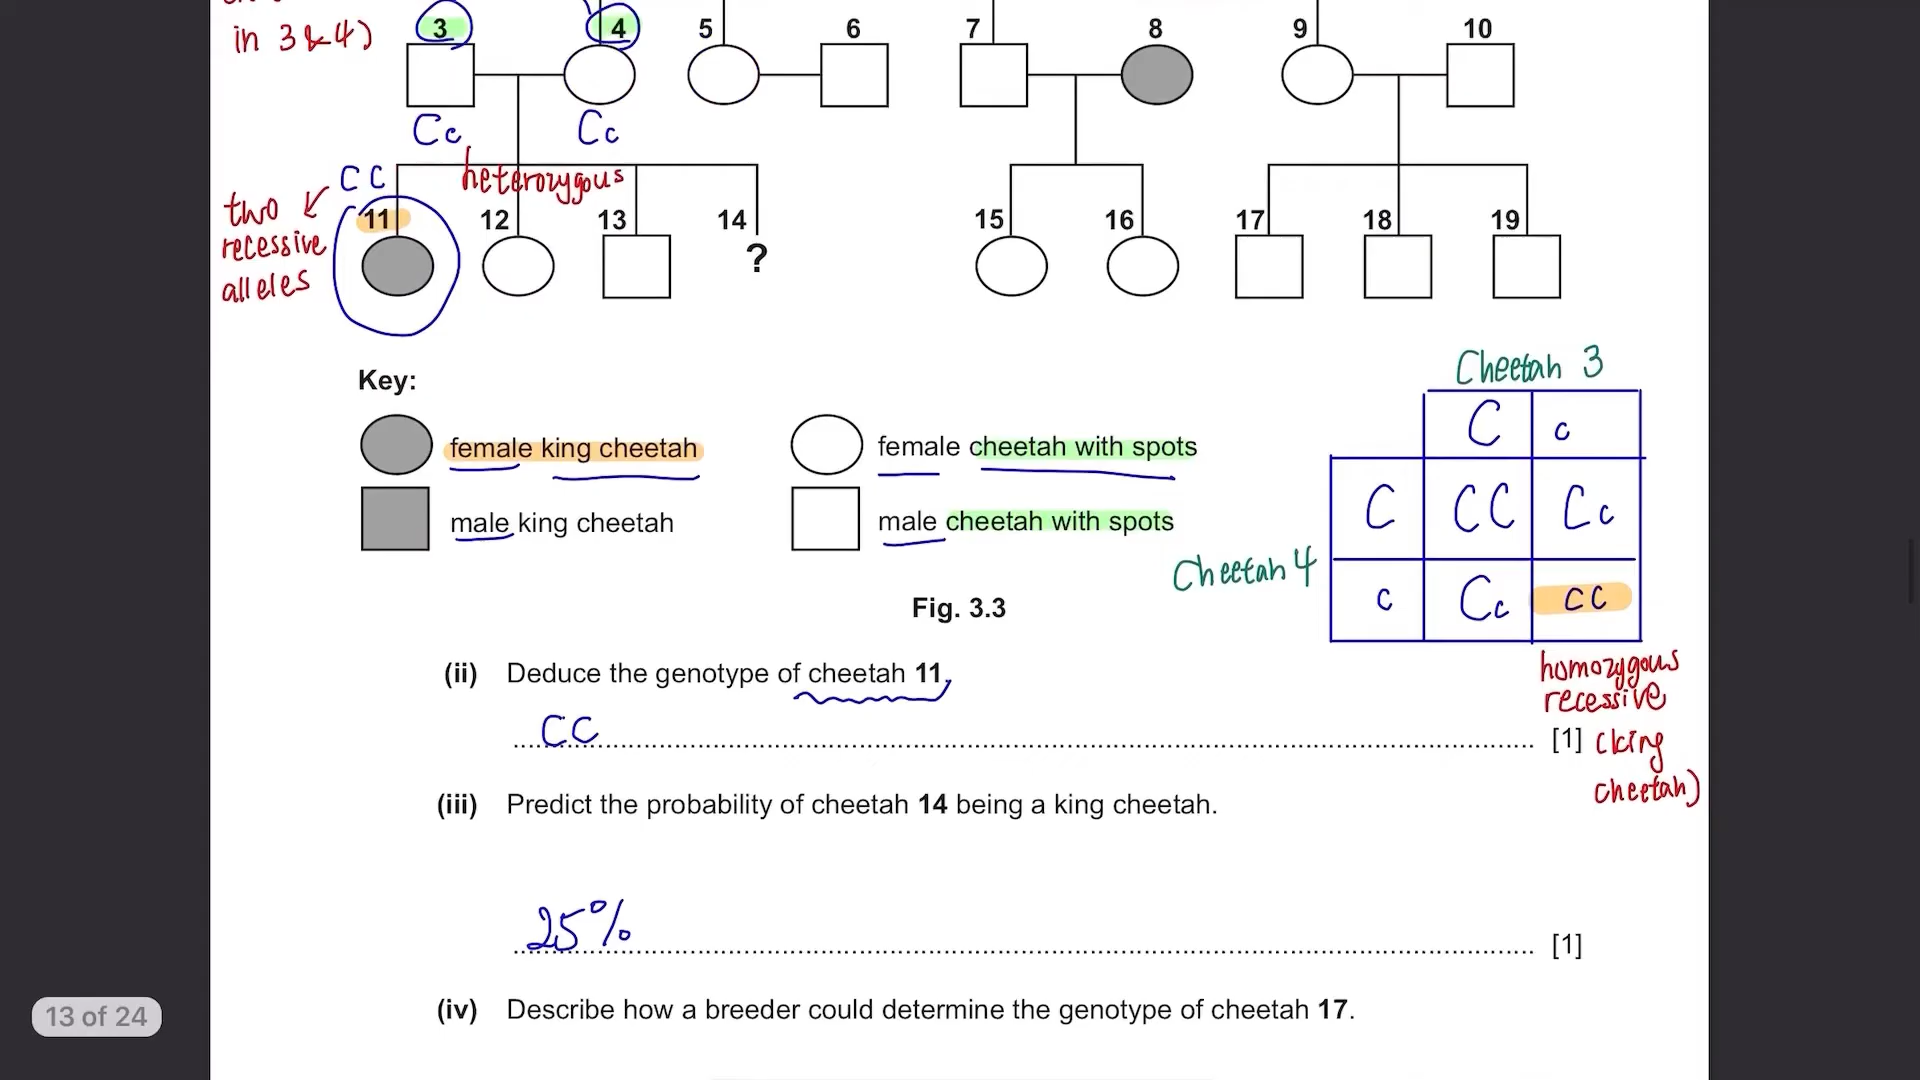 in 3 & 4)
3 4 5 6 7 8 9 10
Cc Cc
cc heterozygous
two
recessive
alleles
11 12 13 14 15 16 17 18 19
?
Key:
female king cheetah female cheetah with spots
male king cheetah male cheetah with spots
Cheetah 3
C c
C CC Cc
Cheetah 4
c Cc cc
Fig. 3.3
homozygous
recessive
(king
cheetah)
(ii) Deduce the genotype of cheetah 11.
cc
[1]
(iii) Predict the probability of cheetah 14 being a king cheetah.
25%
[1]
(iv) Describe how a breeder could determine the genotype of cheetah 17.
13 of 24